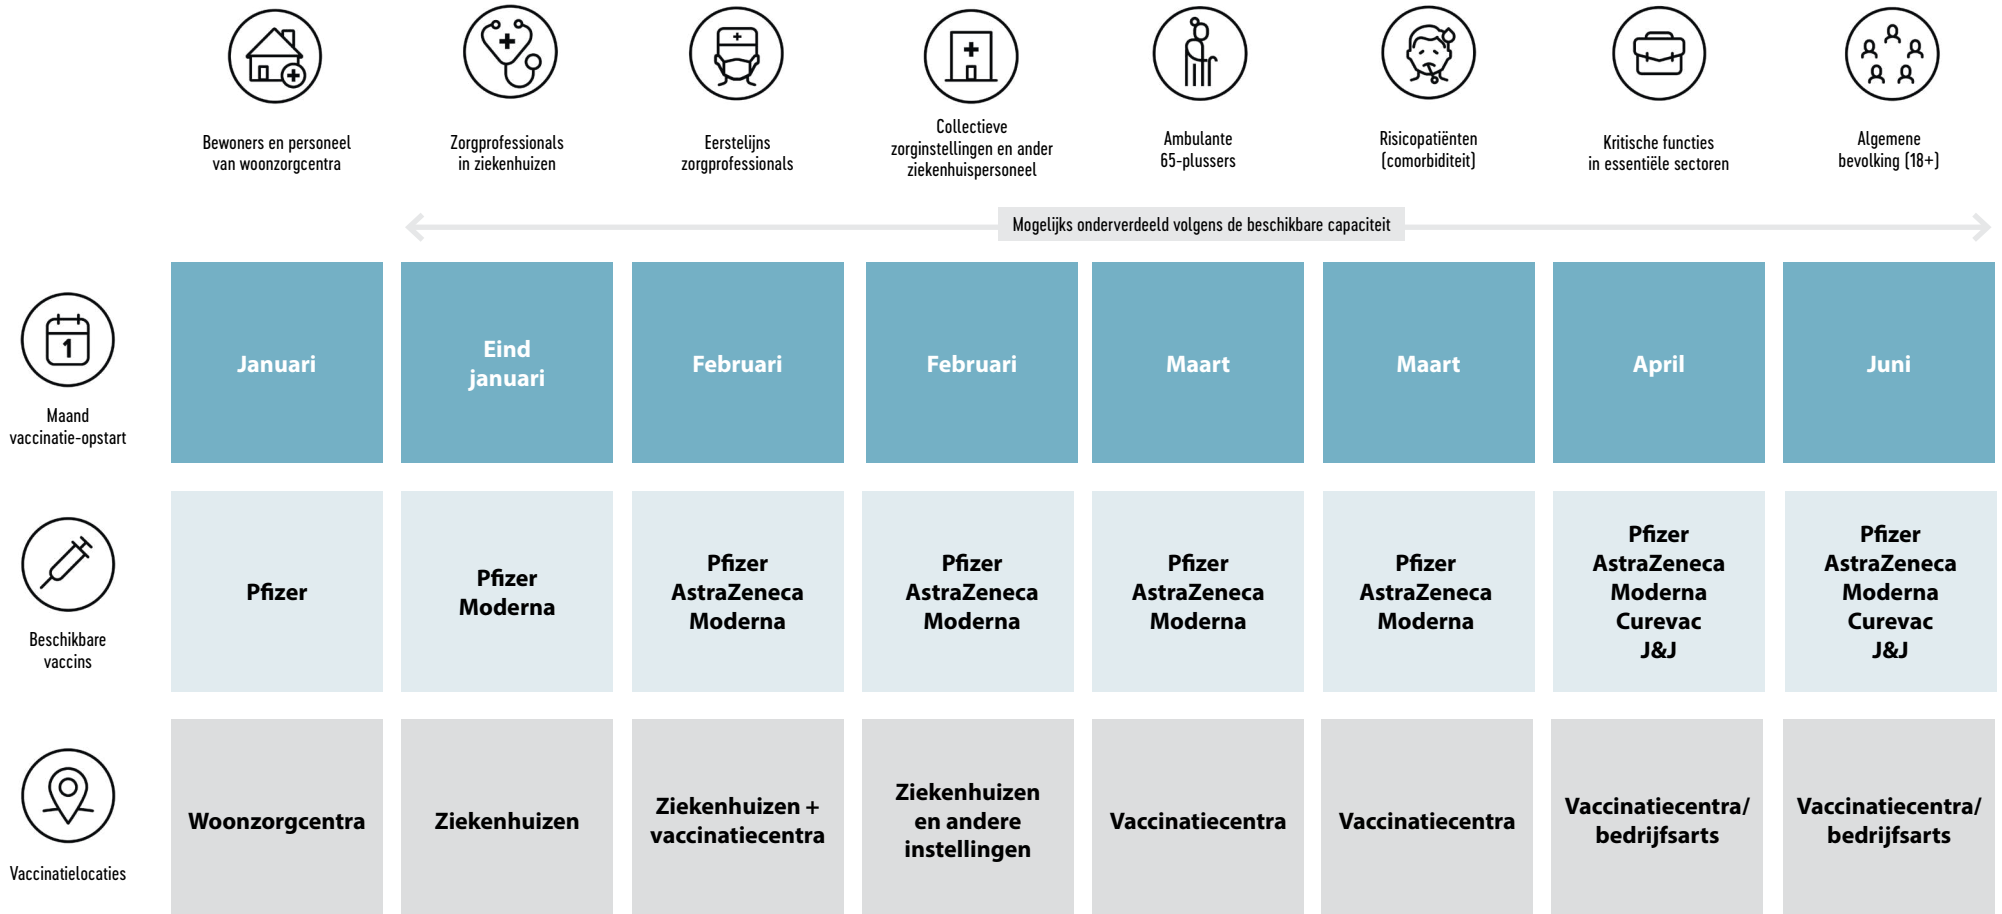 Bewoners en personeel
van woonzorgcentra
Zorgprofessionals
in ziekenhuizen
Eerstelijns
zorgprofessionals
Collectieve
zorginstellingen en ander
ziekenhuispersoneel
Ambulante
65-plussers
Risicopatiënten
(comorbiditeit)
Kritische functies
in essentiële sectoren
Algemene
bevolking (18+)
Mogelijks onderverdeeld volgens de beschikbare capaciteit
1
Maand
vaccinatie-opstart
Januari
Eind
januari
Februari
Februari
Maart
Maart
April
Juni
Beschikbare
vaccins
Pfizer
Pfizer
Moderna
Pfizer
AstraZeneca
Moderna
Pfizer
AstraZeneca
Moderna
Pfizer
AstraZeneca
Moderna
Pfizer
AstraZeneca
Moderna
Pfizer
AstraZeneca
Moderna
Curevac
J&J
Pfizer
AstraZeneca
Moderna
Curevac
J&J
Vaccinatielocaties
Woonzorgcentra
Ziekenhuizen
Ziekenhuizen +
vaccinatiecentra
Ziekenhuizen
en andere
instellingen
Vaccinatiecentra
Vaccinatiecentra
Vaccinatiecentra/
bedrijfsarts
Vaccinatiecentra/
bedrijfsarts